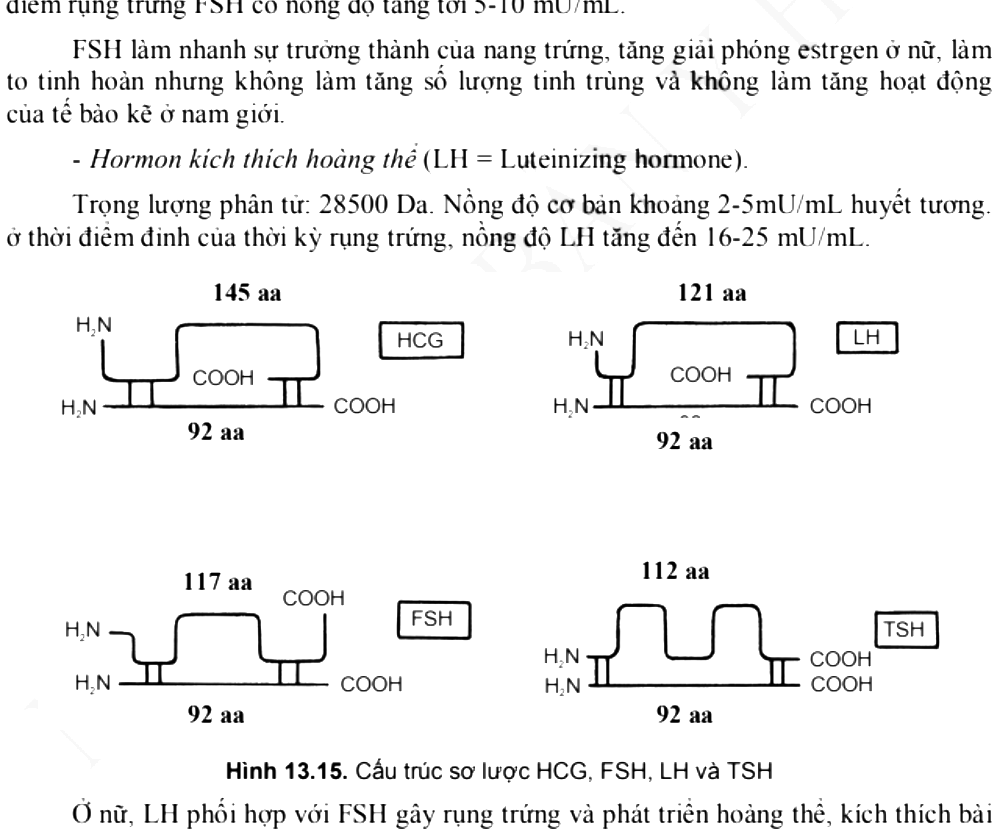 điểm rụng trứng FSH có nồng độ tăng tới 5-10 mU/mL.
FSH làm nhanh sự trưởng thành của nang trứng, tăng giải phóng estrgen ở nữ, làm
to tinh hoàn nhưng không làm tăng số lượng tinh trùng và không làm tăng hoạt động
của tế bào kẽ ở nam giới.
- Hormon kích thích hoàng thể (LH = Luteinizing hormone).
Trọng lượng phân tử: 28500 Da. Nồng độ cơ bản khoảng 2-5mU/mL huyết tương.
ở thời điểm đỉnh của thời kỳ rụng trứng, nồng độ LH tăng đến 16-25 mU/mL.
145 aa
H₂N
HCG
COOH
H₂N
COOH
92 aa
121 aa
H₂N
LH
COOH
H₂N
COOH
92 aa
117 aa
COOH
FSH
H₂N
H₂N
COOH
92 aa
112 aa
TSH
H₂N
COOH
H₂N
COOH
92 aa
Hình 13.15. Cấu trúc sơ lược HCG, FSH, LH và TSH
Ở nữ, LH phối hợp với FSH gây rụng trứng và phát triển hoàng thể, kích thích bài